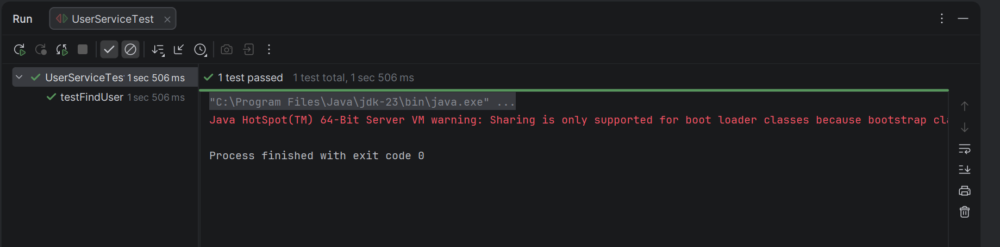 Run UserServiceTest
UserServiceTes 1 sec 506 ms
testFindUser 1 sec 506 ms
1 test passed 1 test total, 1 sec 506 ms
"C:\Program Files\Java\jdk-23\bin\java.exe" ...
Java HotSpot(TM) 64-Bit Server VM warning: Sharing is only supported for boot loader classes because bootstrap
Process finished with exit code 0